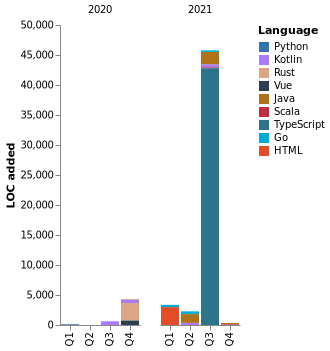 2020
2021
Language
Python
Kotlin
Rust
Vue
Java
Scala
TypeScript
Go
HTML
LOC added
50,000
45,000
40,000
35,000
30,000
25,000
20,000
15,000
10,000
5,000
0
Q1
Q2
Q3
Q4
Q1
Q2
Q3
Q4